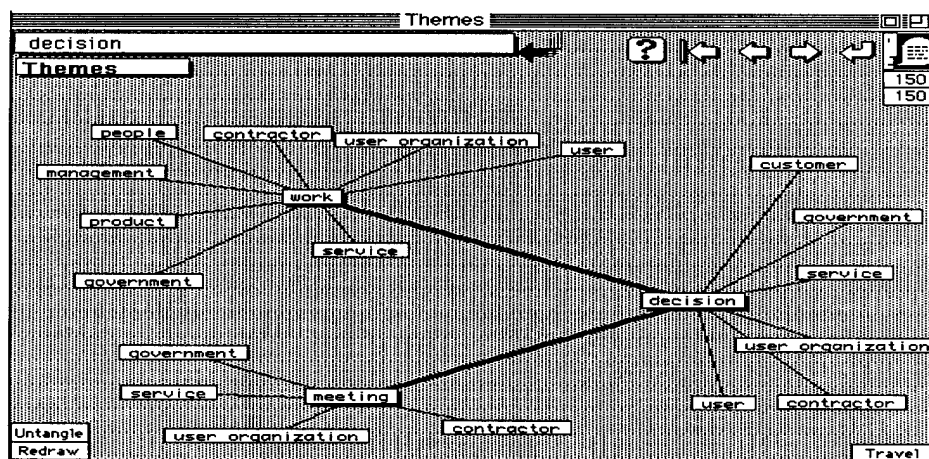 Themes
decision
?
Themes
150
150
people
contractor
user organization
user
customer
management
work
government
product
service
service
government
decision
government
user organization
service
meeting
user
contractor
user organization
contractor
Untangle
Redraw
Travel